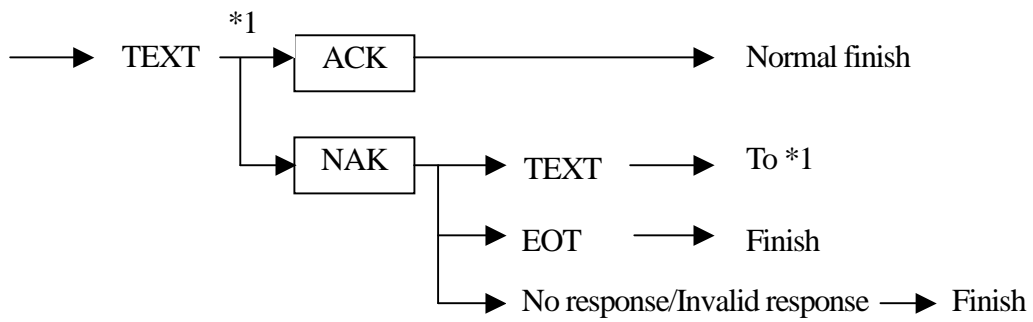 *1
TEXT ACK Normal finish
NAK TEXT To *1
EOT Finish
No response/Invalid response Finish